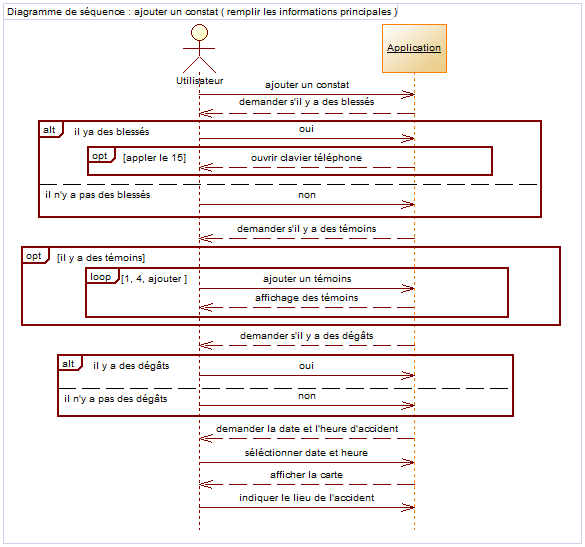 Diagramme de séquence : ajouter un constat ( remplir les informations principales )
Application
Utilisateur
ajouter un constat
demander s'il y a des blessés
alt
il ya des blessés
oui
opt
[appler le 15]
ouvrir clavier téléphone
il n'y a pas des blessés
non
demander s'il y a des témoins
opt
[il y a des témoins]
loop
[1, 4, ajouter ]
ajouter un témoins
affichage des témoins
demander s'il y a des dégâts
alt
il y a des dégâts
oui
il n'y a pas des dégâts
non
demander la date et l'heure d'accident
séléctionner date et heure
afficher la carte
indiquer le lieu de l'accident